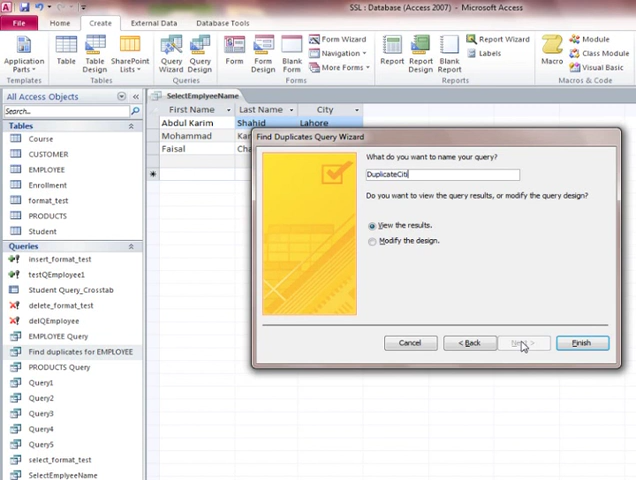 SSL : Database (Access 2007) - Microsoft Access
File Home Create External Data Database Tools
Application Parts Table Table Design SharePoint Lists Query Wizard Query Design Form Form Design Blank Form Form Wizard Navigation More Forms Report Report Design Blank Report Report Wizard Labels Macro Module Class Module Visual Basic
Templates Tables Queries Forms Reports Macros & Code
All Access Objects
Search...
Tables
Course
CUSTOMER
EMPLOYEE
Enrollment
format_test
PRODUCTS
Student
Queries
insert_format_test
testQEmployee1
Student Query_Crosstab
delete_format_test
delQEmployee
EMPLOYEE Query
Find duplicates for EMPLOYEE
PRODUCTS Query
Query1
Query2
Query3
Query4
Query5
select_format_test
SelectEmplyeeName
SelectEmplyeeName
First Name Last Name City
Abdul Karim Shahid Lahore
Mohammad Kar
Faisal Cha
Find Duplicates Query Wizard
What do you want to name your query?
DuplicateCiti
Do you want to view the query results, or modify the query design?
View the results.
Modify the design.
Cancel < Back Next > Finish